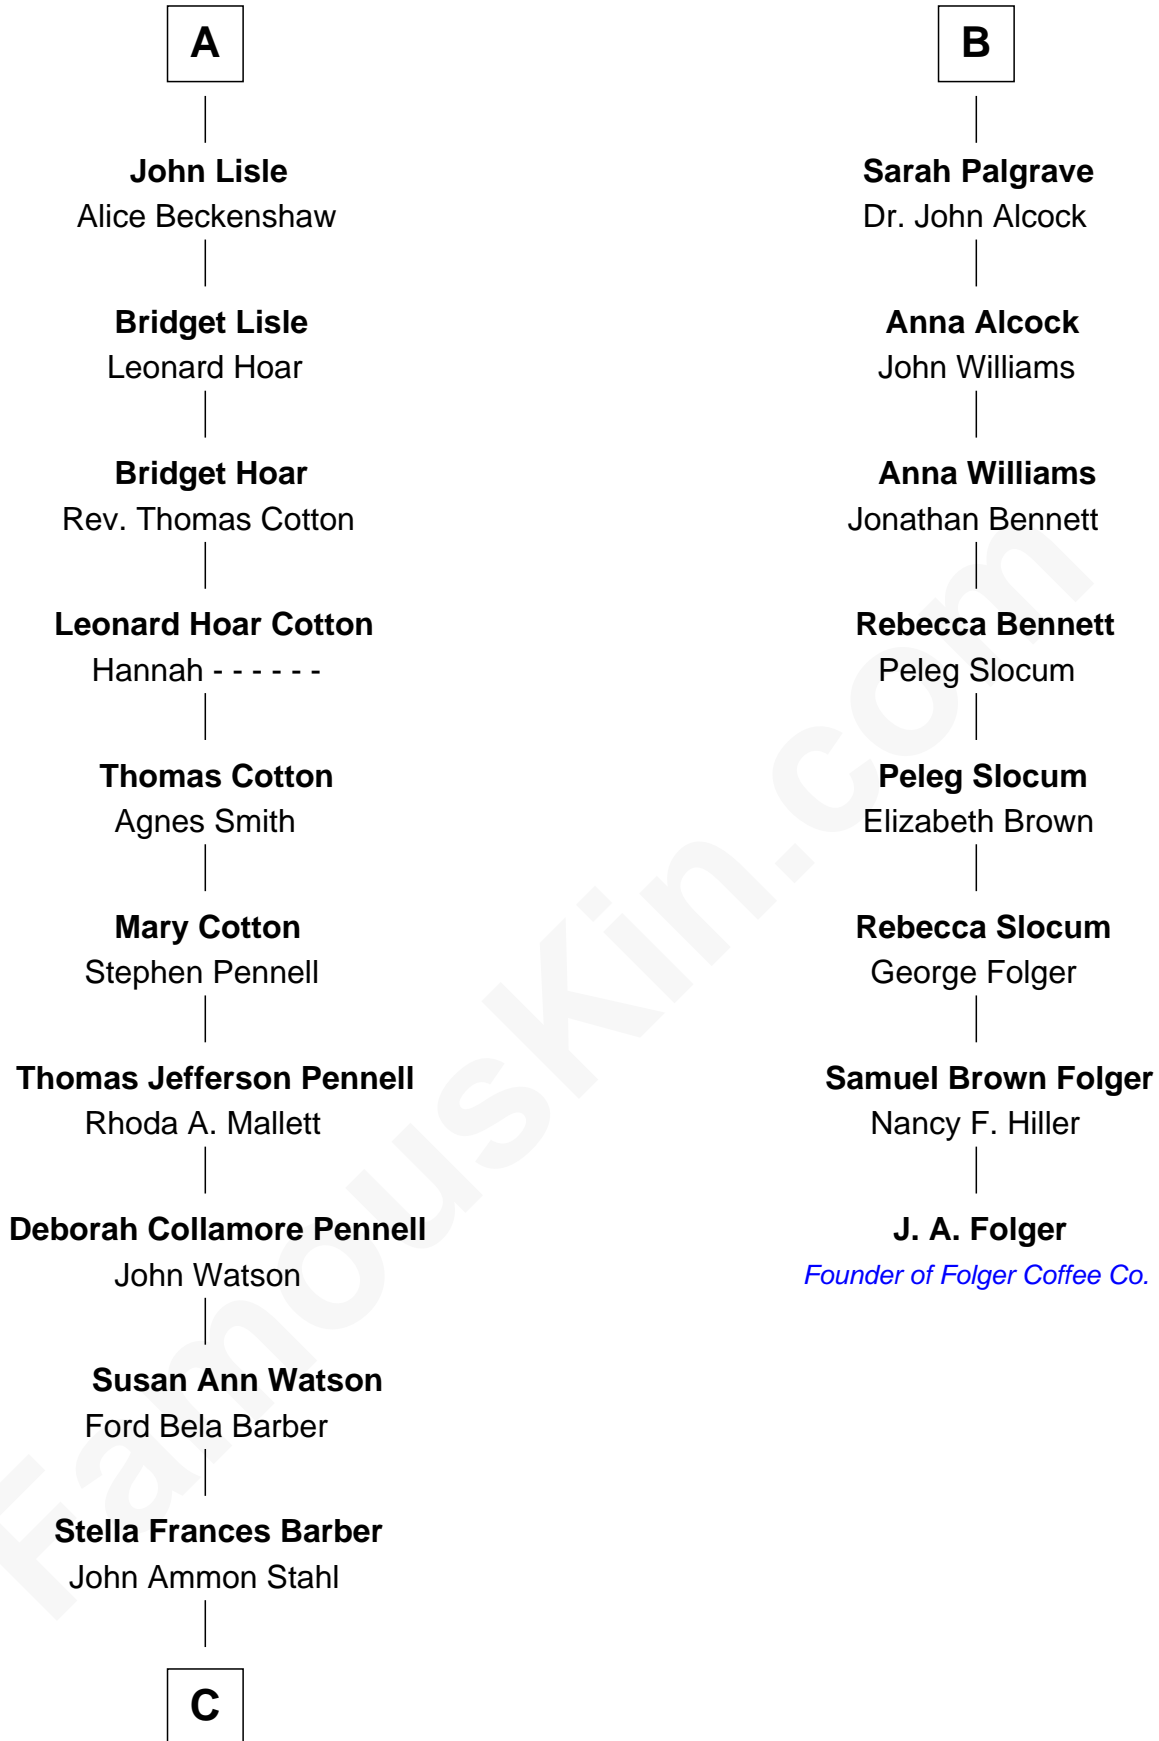 A
John Lisle
Alice Beckenshaw
Bridget Lisle
Leonard Hoar
Bridget Hoar
Rev. Thomas Cotton
Leonard Hoar Cotton
Hannah - - - - - -
Thomas Cotton
Agnes Smith
Mary Cotton
Stephen Pennell
Thomas Jefferson Pennell
Rhoda A. Mallett
Deborah Collamore Pennell
John Watson
Susan Ann Watson
Ford Bela Barber
Stella Frances Barber
John Ammon Stahl
C
B
Sarah Palgrave
Dr. John Alcock
Anna Alcock
John Williams
Anna Williams
Jonathan Bennett
Rebecca Bennett
Peleg Slocum
Peleg Slocum
Elizabeth Brown
Rebecca Slocum
George Folger
Samuel Brown Folger
Nancy F. Hiller
J. A. Folger
Founder of Folger Coffee Co.
FamousKin.com